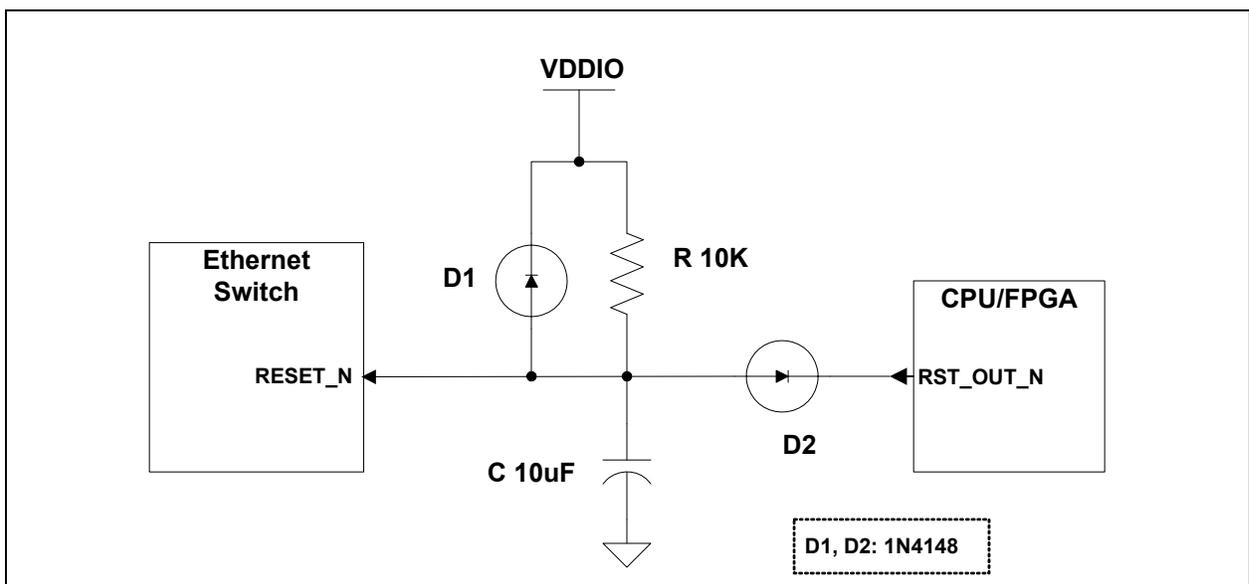 VDDIO
Ethernet
Switch
D1
R 10K
CPU/FPGA
RESET_N
RST_OUT_N
D2
C 10uF
D1, D2: 1N4148